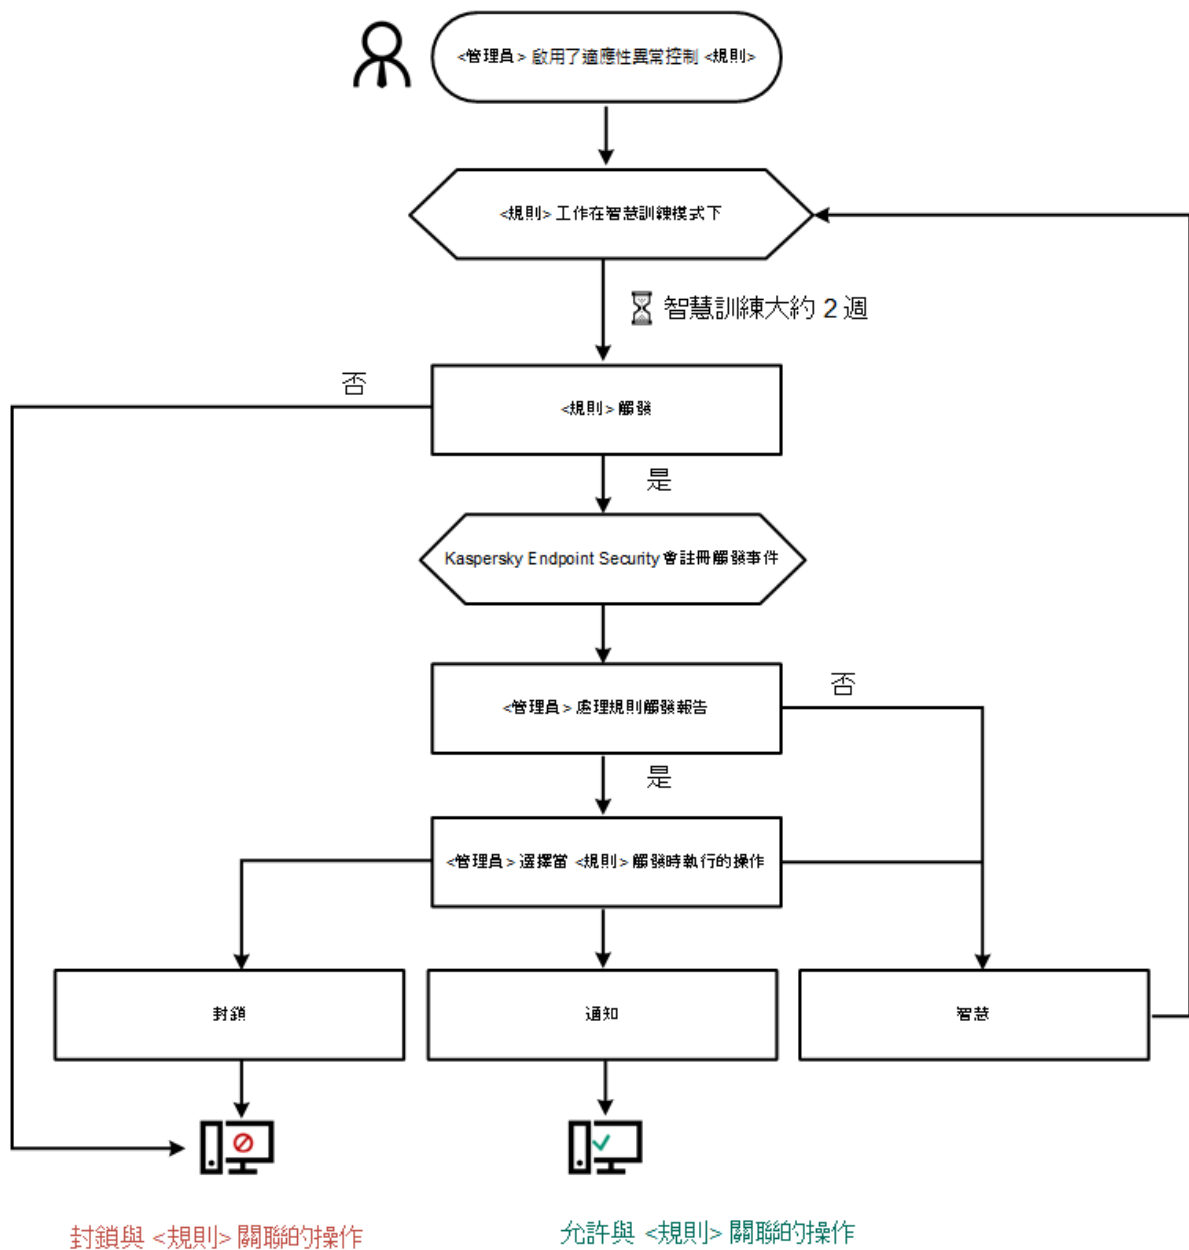 <管理員> 啟用了適應性異常控制 <規則>
<規則> 工作在智慧訓練模式下
智慧訓練大約 2 週
否
<規則> 觸發
是
Kaspersky Endpoint Security 會註冊觸發事件
否
<管理員> 處理規則觸發報告
是
<管理員> 選擇當 <規則> 觸發時執行的操作
封鎖
通知
智慧
封鎖與 <規則> 關聯的操作
允許與 <規則> 關聯的操作